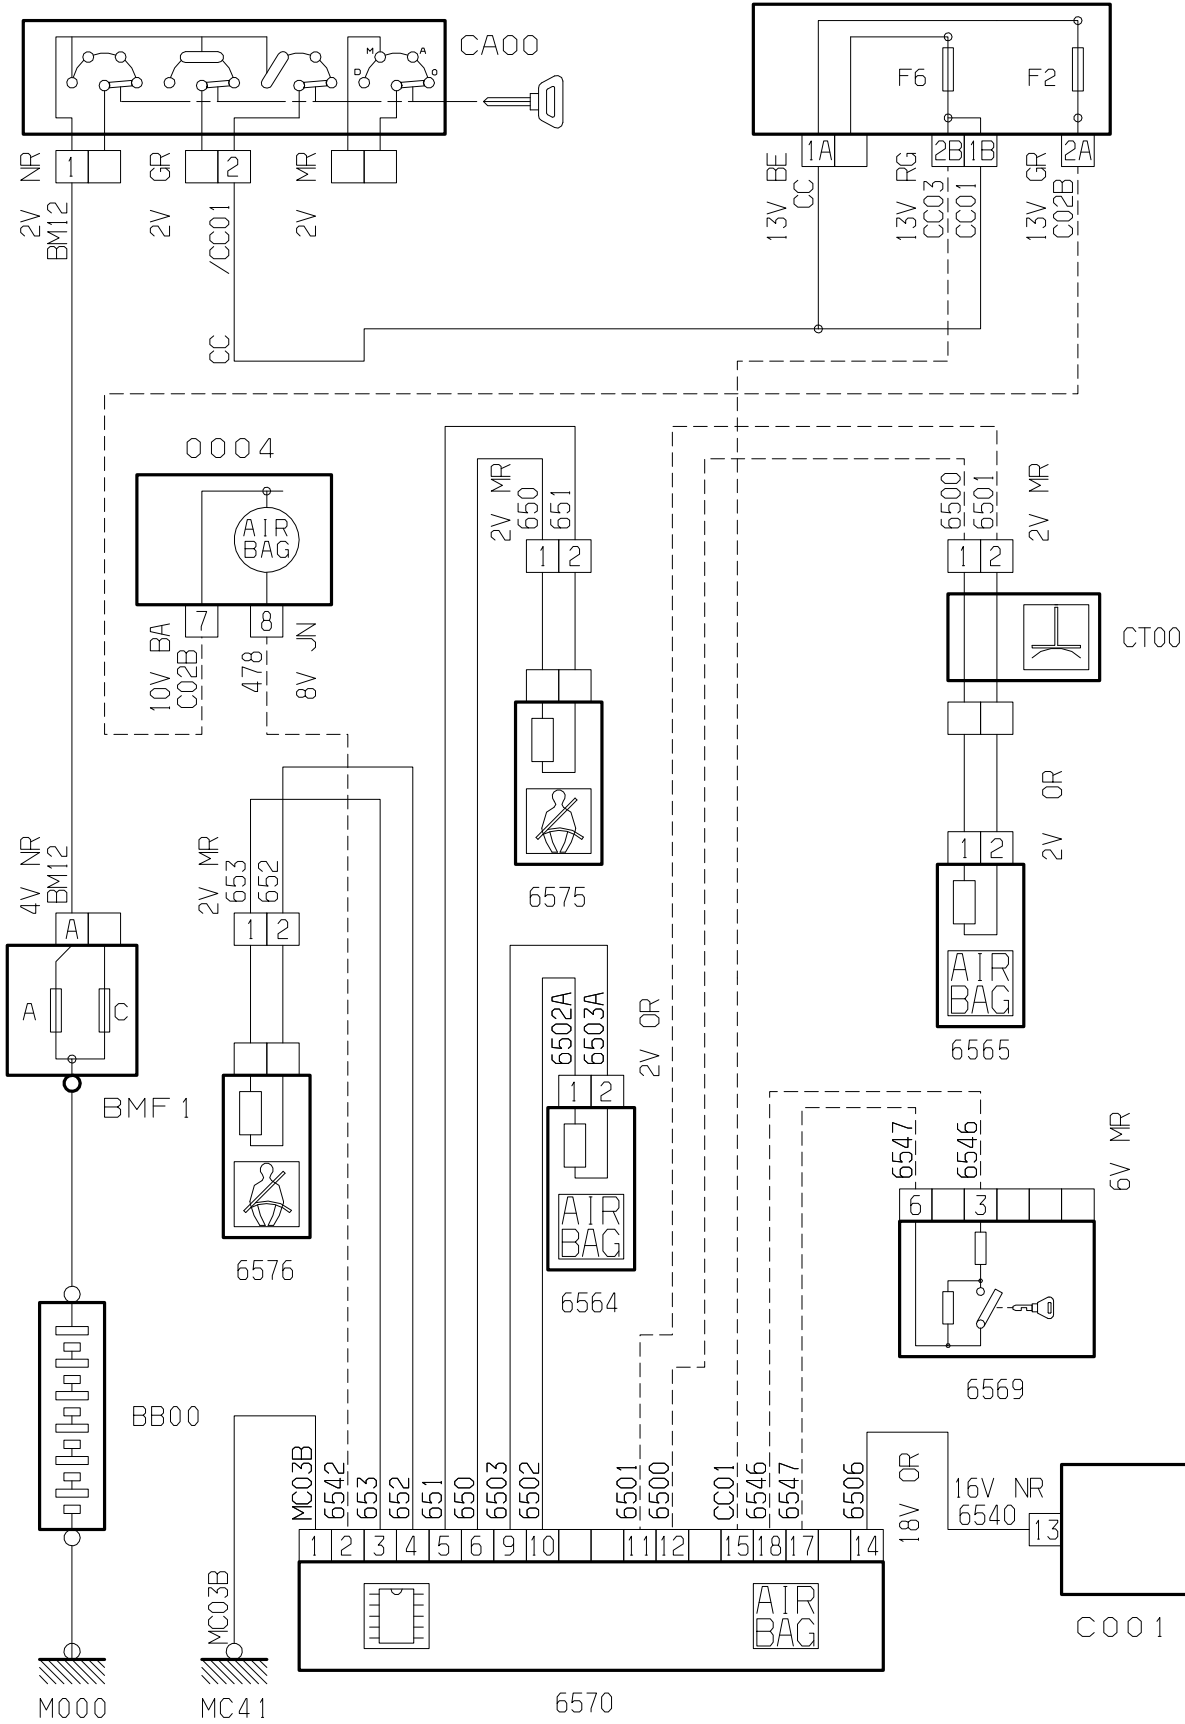 CA00
M A
D O
1
2
2V NR
BM12
2V GR
/CC01
CC
2V MR
F6
F2
1A
2B
1B
2A
13V BE
CC
13V RG
CC03
CC01
13V GR
C02B
0004
AIR
BAG
7
8
10V BA
C02B
478
8V JN
2V MR
650
651
1
2
6575
6500
6501
2V MR
1
2
CT00
2V OR
1
2
AIR
BAG
6565
4V NR
BM12
A
A
C
BMF1
2V MR
653
652
1
2
6576
6502A
6503A
2V OR
1
2
AIR
BAG
6564
6547
6546
6V MR
6
3
6569
BB00
M000
MC03B
MC41
MC03B
6542
653
652
651
650
6503
6502
6501
6500
CC01
6546
6547
6506
18V OR
1
2
3
4
5
6
9
10
11
12
15
18
17
14
AIR
BAG
6570
16V NR
6540
13
C001